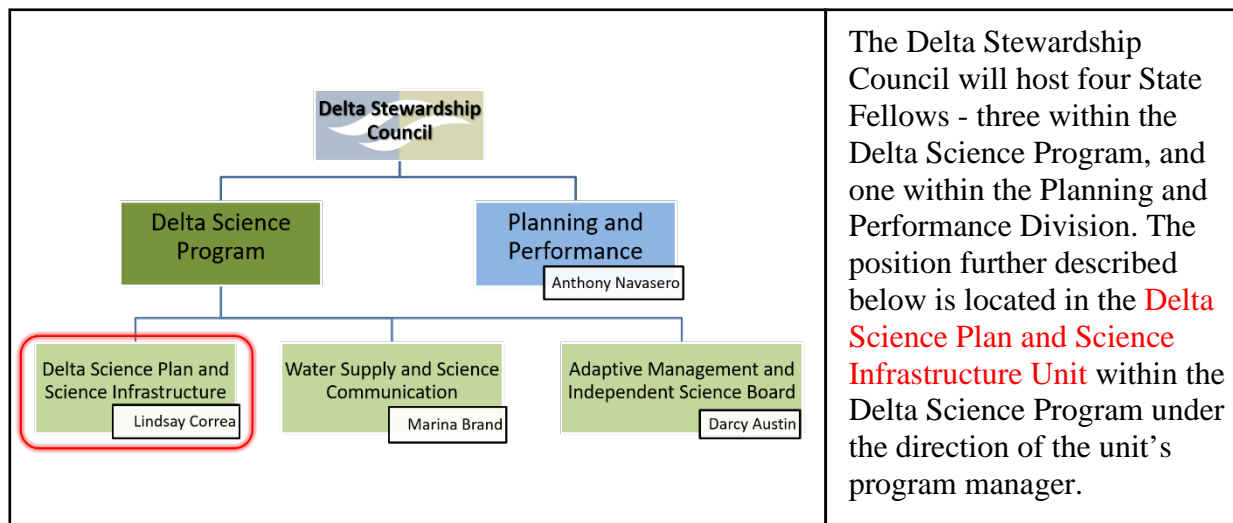 Delta Stewardship
Council
Delta Science
Program
Planning and
Performance
Anthony Navasero
Delta Science Plan and
Science Infrastructure
Lindsay Correa
Water Supply and Science
Communication
Marina Brand
Adaptive Management and
Independent Science Board
Darcy Austin
The Delta Stewardship
Council will host four State
Fellows - three within the
Delta Science Program, and
one within the Planning and
Performance Division. The
position further described
below is located in the Delta
Science Plan and Science
Infrastructure Unit within the
Delta Science Program under
the direction of the unit’s
program manager.